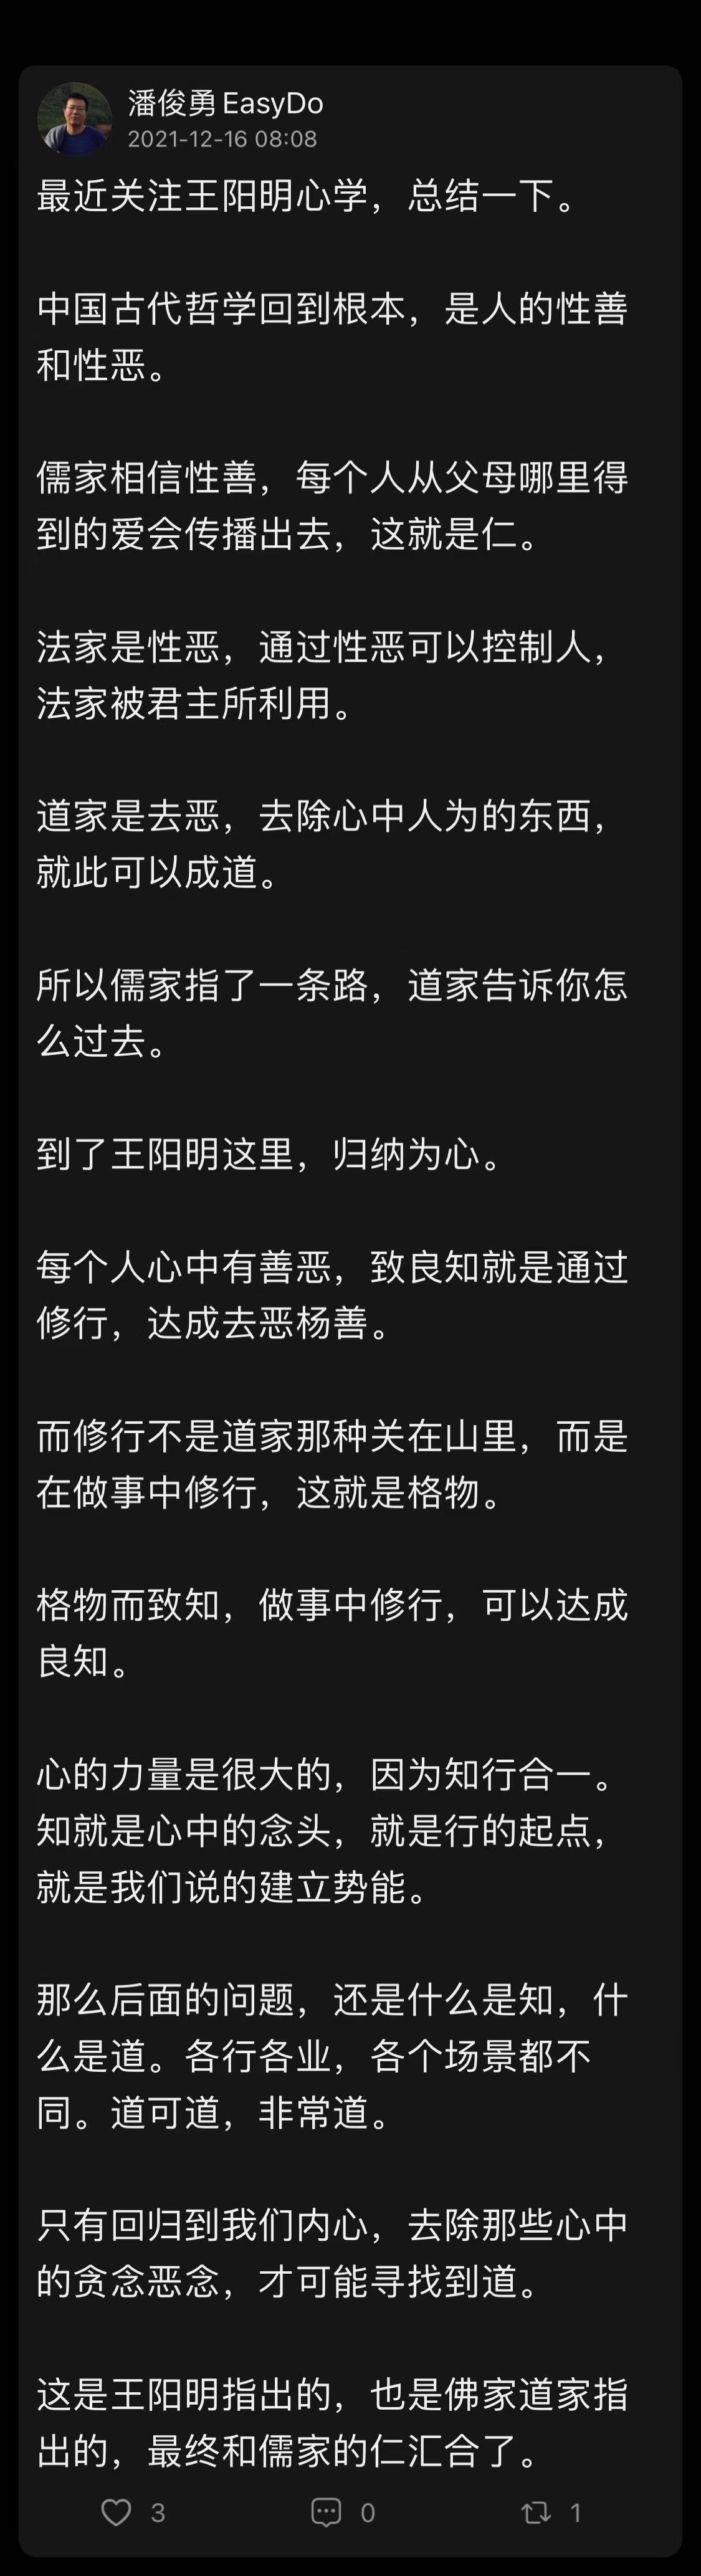 潘俊勇EasyDo
2021-12-16 08:08
最近关注王阳明心学，总结一下。
中国古代哲学回到根本，是人的性善
和性恶。
儒家相信性善，每个人从父母哪里得
到的爱会传播出去，这就是仁。
法家是性恶，通过性恶可以控制人，
法家被君主所利用。
道家是去恶，去除心中人为的东西，
就此可以成道。
所以儒家指了一条路，道家告诉你怎
么过去。
到了王阳明这里，归纳为心。
每个人心中有善恶，致良知就是通过
修行，达成去恶杨善。
而修行不是道家那种关在山里，而是
在做事中修行，这就是格物。
格物而致知，做事中修行，可以达成
良知。
心的力量是很大的，因为知行合一。
知就是心中的念头，就是行的起点，
就是我们说的建立势能。
那么后面的问题，还是什么是知，什
么是道。各行各业，各个场景都不
同。道可道，非常道。
只有回归到我们内心，去除那些心中
的贪念恶念，才可能寻找到道。
这是王阳明指出的，也是佛家道家指
出的，最终和儒家的仁汇合了。
3 0 1